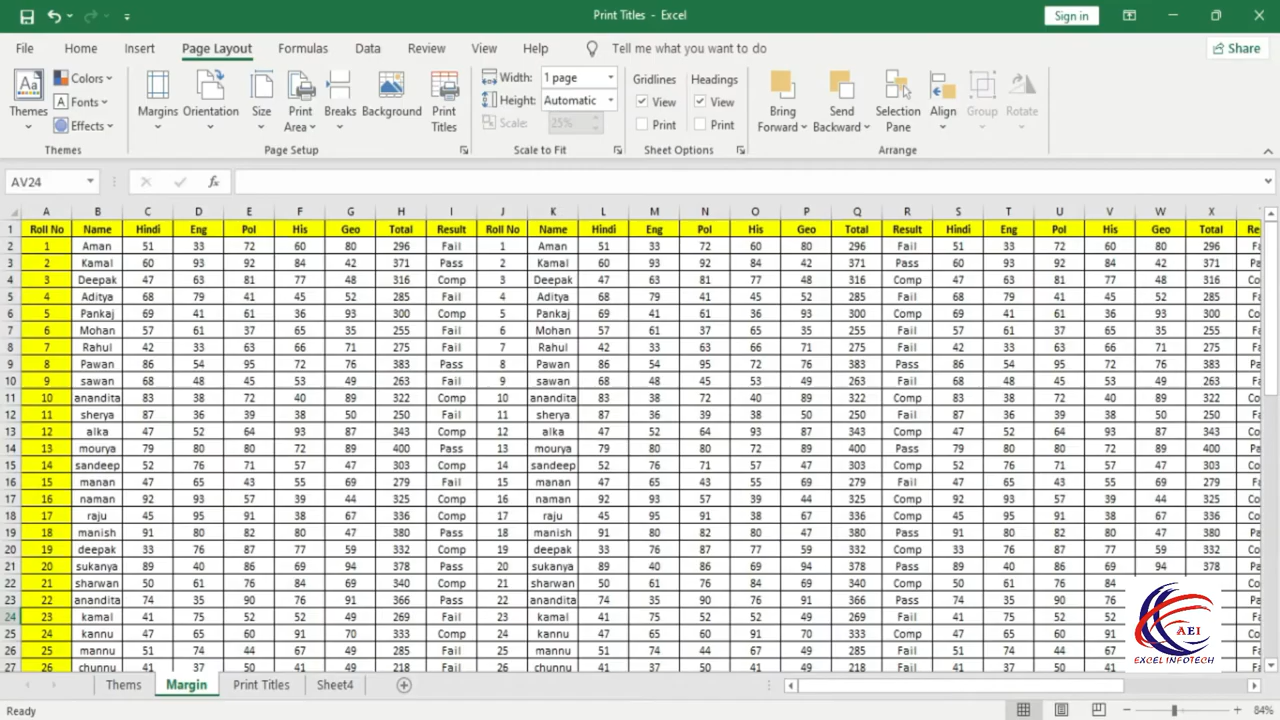 Print Titles - Excel
Sign in
File Home Insert Page Layout Formulas Data Review View Help Tell me what you want to do Share
Themes Colors Fonts Effects Margins Orientation Size Print Area Breaks Background Print Titles Width: 1 page Height: Automatic Scale: 25% Gridlines View Print Headings View Print Bring Forward Send Backward Selection Pane Align Group Rotate
Themes Page Setup Scale to Fit Sheet Options Arrange
AV24 fx
A B C D E F G H I J K L M N O P Q R S T U V W X
1 Roll No Name Hindi Eng Pol His Geo Total Result Roll No Name Hindi Eng Pol His Geo Total Result Hindi Eng Pol His Geo Total
2 1 Aman 51 33 72 60 80 296 Fail 1 Aman 51 33 72 60 80 296 Fail 51 33 72 60 80 296
3 2 Kamal 60 93 92 84 42 371 Pass 2 Kamal 60 93 92 84 42 371 Pass 60 93 92 84 42 371
4 3 Deepak 47 63 81 77 48 316 Comp 3 Deepak 47 63 81 77 48 316 Comp 47 63 81 77 48 316
5 4 Aditya 68 79 41 45 52 285 Fail 4 Aditya 68 79 41 45 52 285 Fail 68 79 41 45 52 285
6 5 Pankaj 69 41 61 36 93 300 Comp 5 Pankaj 69 41 61 36 93 300 Comp 69 41 61 36 93 300
7 6 Mohan 57 61 37 65 35 255 Fail 6 Mohan 57 61 37 65 35 255 Fail 57 61 37 65 35 255
8 7 Rahul 42 33 63 66 71 275 Fail 7 Rahul 42 33 63 66 71 275 Fail 42 33 63 66 71 275
9 8 Pawan 86 54 95 72 76 383 Pass 8 Pawan 86 54 95 72 76 383 Pass 86 54 95 72 76 383
10 9 sawan 68 48 45 53 49 263 Fail 9 sawan 68 48 45 53 49 263 Fail 68 48 45 53 49 263
11 10 anandita 83 38 72 40 89 322 Comp 10 anandita 83 38 72 40 89 322 Comp 83 38 72 40 89 322
12 11 sherya 87 36 39 38 50 250 Fail 11 sherya 87 36 39 38 50 250 Fail 87 36 39 38 50 250
13 12 alka 47 52 64 93 87 343 Comp 12 alka 47 52 64 93 87 343 Comp 47 52 64 93 87 343
14 13 mourya 79 80 80 72 89 400 Pass 13 mourya 79 80 80 72 89 400 Pass 79 80 80 72 89 400
15 14 sandeep 52 76 71 57 47 303 Comp 14 sandeep 52 76 71 57 47 303 Comp 52 76 71 57 47 303
16 15 manan 47 65 43 55 69 279 Fail 15 manan 47 65 43 55 69 279 Fail 47 65 43 55 69 279
17 16 naman 92 93 57 39 44 325 Comp 16 naman 92 93 57 39 44 325 Comp 92 93 57 39 44 325
18 17 raju 45 95 91 38 67 336 Comp 17 raju 45 95 91 38 67 336 Comp 45 95 91 38 67 336
19 18 manish 91 80 82 80 47 380 Pass 18 manish 91 80 82 80 47 380 Pass 91 80 82 80 47 380
20 19 deepak 33 76 87 77 59 332 Comp 19 deepak 33 76 87 77 59 332 Comp 33 76 87 77 59 332
21 20 sukanya 89 40 86 69 94 378 Pass 20 sukanya 89 40 86 69 94 378 Pass 89 40 86 69 94 378
22 21 sharwan 50 61 76 84 69 340 Comp 21 sharwan 50 61 76 84 69 340 Comp 50 61 76 84
23 22 anandita 74 35 90 76 91 366 Pass 22 anandita 74 35 90 76 91 366 Pass 74 35 90 76
24 23 kamal 41 75 52 52 49 269 Fail 23 kamal 41 75 52 52 49 269 Fail 41 75 52 52
25 24 kannu 47 65 60 91 70 333 Comp 24 kannu 47 65 60 91 70 333 Comp 47 65 60 91
26 25 mannu 51 74 44 67 49 285 Fail 25 mannu 51 74 44 67 49 285 Fail 51 74 44 67
27 26 chunnu 41 37 50 41 49 218 Fail 26 chunnu 41 37 50 41 49 218 Fail 41 37 50 41
AEI
EXCEL INFOTECH
Thems Margin Print Titles Sheet4
Ready 84%